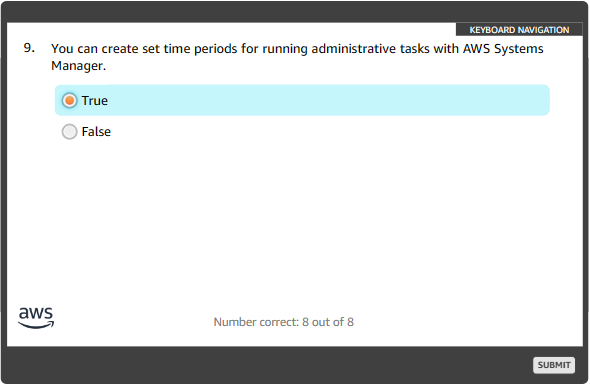 KEYBOARD NAVIGATION
9. You can create set time periods for running administrative tasks with AWS Systems
Manager.
True
False
aws
Number correct: 8 out of 8
SUBMIT